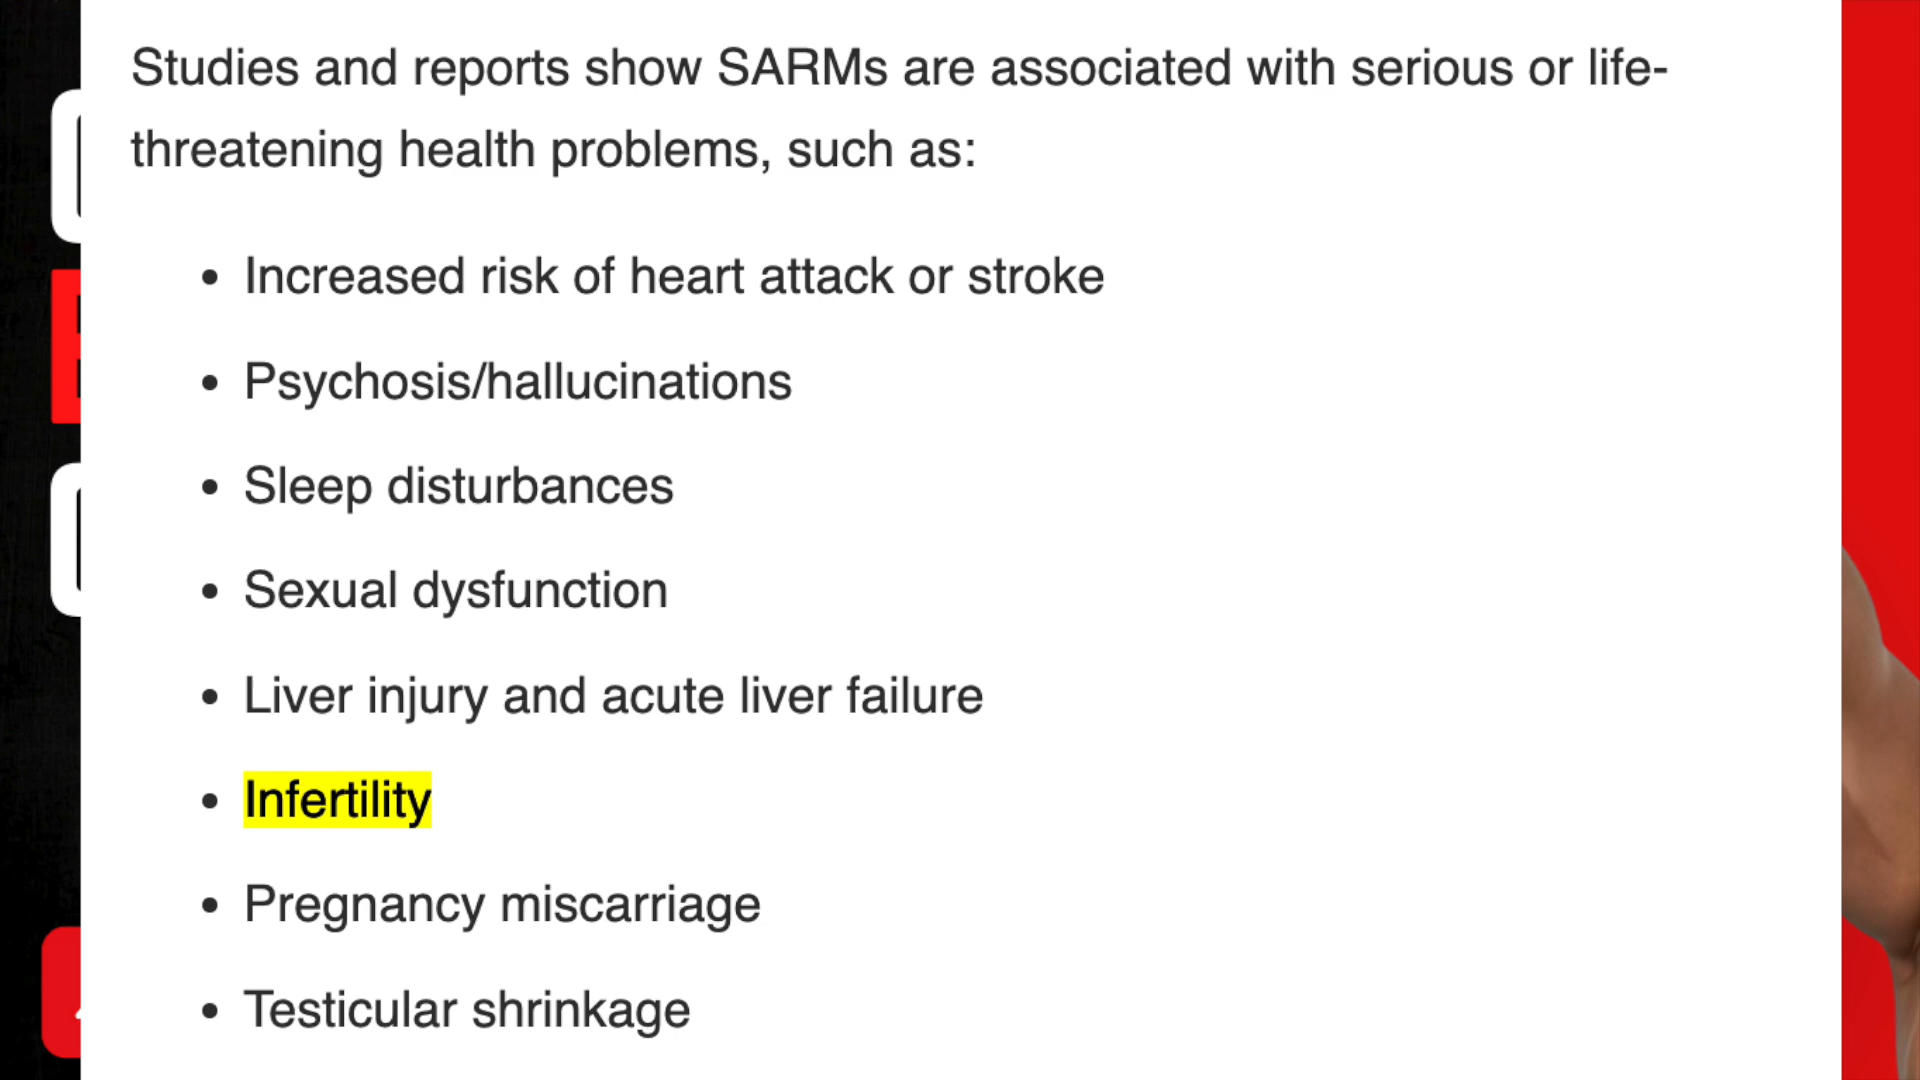 Studies and reports show SARMs are associated with serious or life-
threatening health problems, such as:
• Increased risk of heart attack or stroke
• Psychosis/hallucinations
• Sleep disturbances
• Sexual dysfunction
• Liver injury and acute liver failure
• Infertility
• Pregnancy miscarriage
• Testicular shrinkage